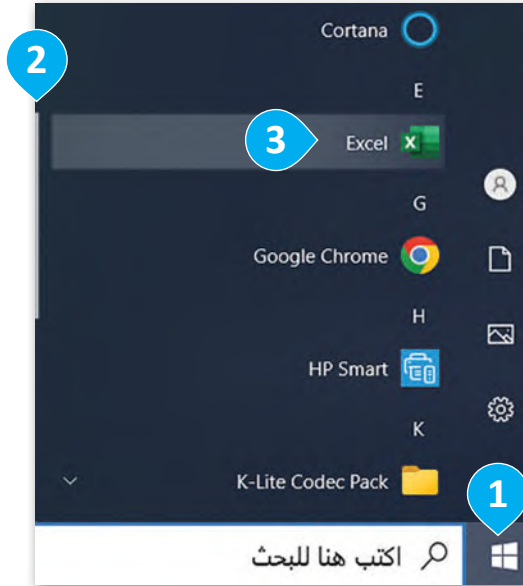 Cortana
2
E
3
Excel
G
Google Chrome
H
HP Smart
K
K-Lite Codec Pack
1
اكتب هنا للبحث